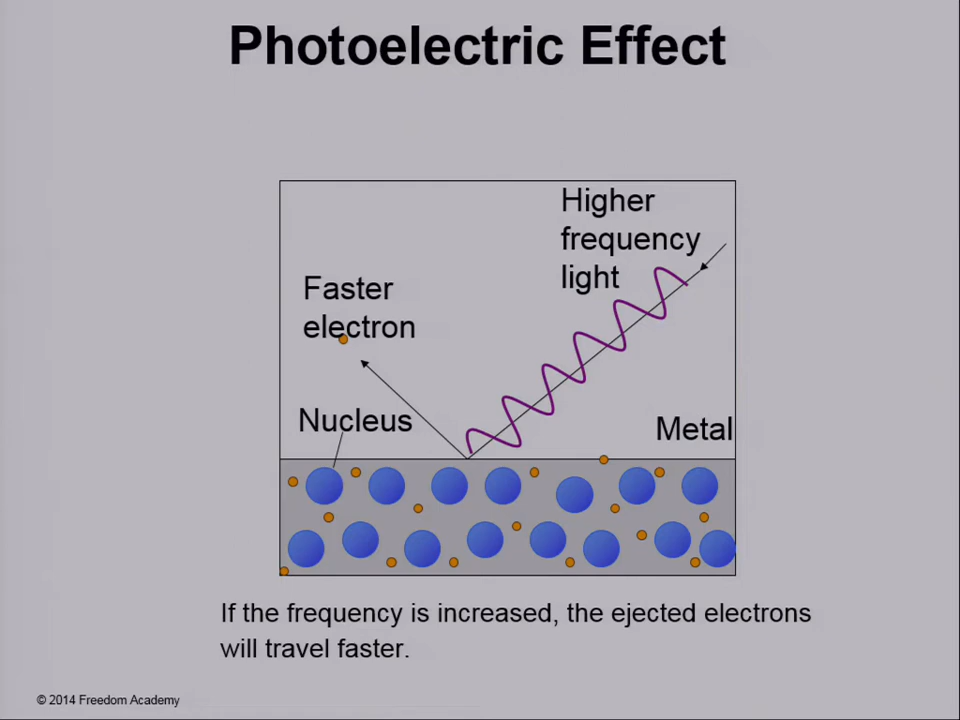 Photoelectric Effect
Higher
frequency
light
Faster
electron
Nucleus
Metal
If the frequency is increased, the ejected electrons
will travel faster.
© 2014 Freedom Academy